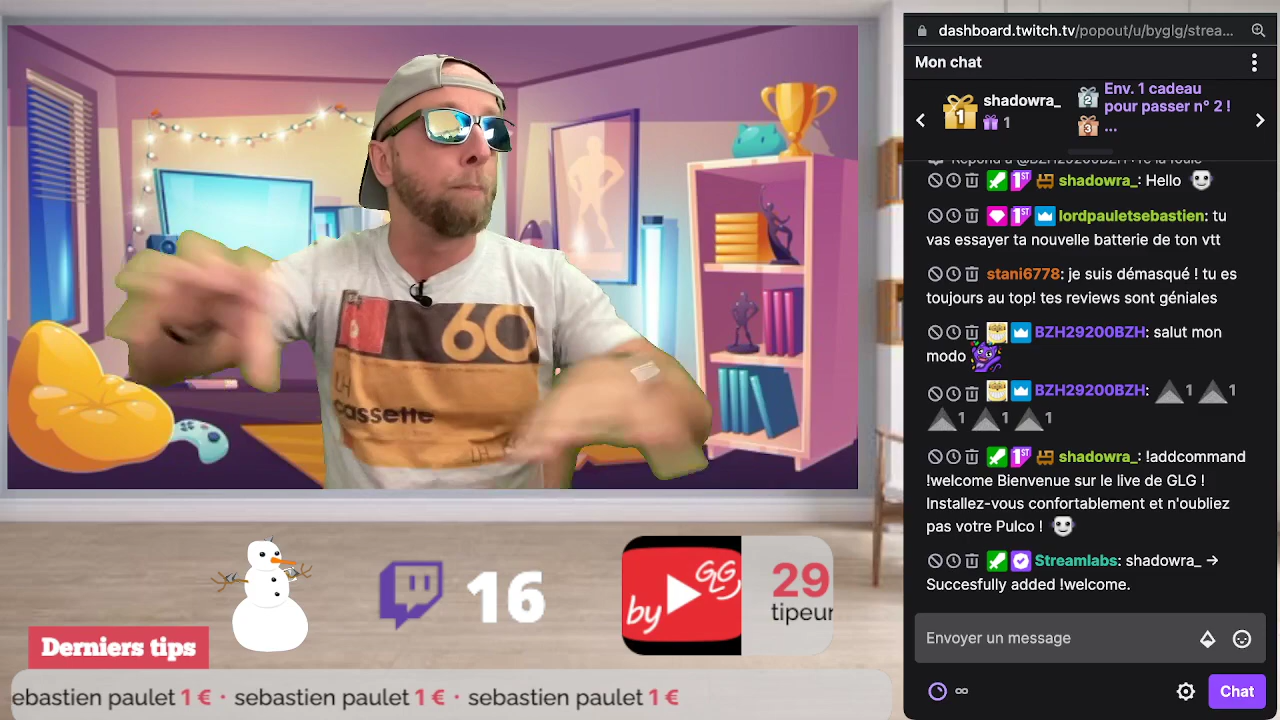 dashboard.twitch.tv/popout/u/byglg/strea...
Mon chat
1
shadowra_
1
2
Env. 1 cadeau
pour passer n° 2 !
3
...
shadowra_: Hello
lordpauletsebastien: tu
vas essayer ta nouvelle batterie de ton vtt
stani6778: je suis démasqué ! tu es
toujours au top! tes reviews sont géniales
BZH29200BZH: salut mon
modo
BZH29200BZH: 1 1
1 1 1
shadowra_: !addcommand
!welcome Bienvenue sur le live de GLG !
Installez-vous confortablement et n'oubliez
pas votre Pulco !
Streamlabs: shadowra_ →
Succesfully added !welcome.
Envoyer un message
Chat
60
cassette
16
by GLG
29
tipeur
Derniers tips
ebastien paulet 1 € · sebastien paulet 1 € · sebastien paulet 1 €